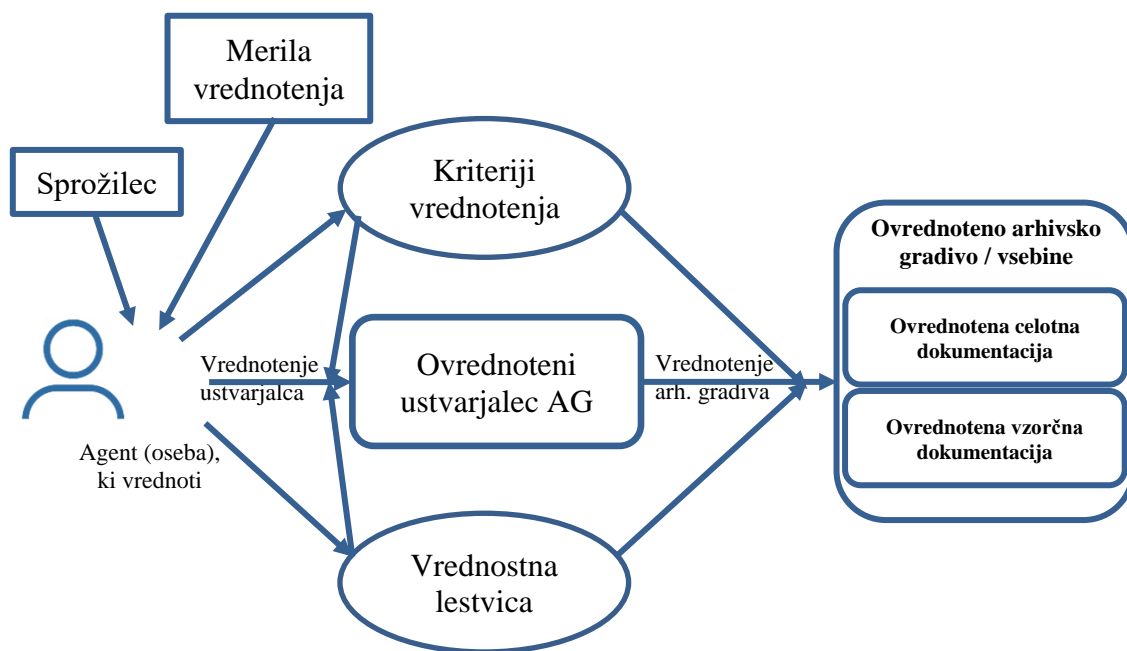 Merila
vrednotenja
Sprožilec
Kriteriji
vrednotenja
Ovrednoteno arhivsko
gradivo / vsebine
Ovrednotena celotna
dokumentacija
Ovrednotena vzorčna
dokumentacija
Vrednotenje
ustvarjalca
Ovrednoteni
ustvarjalec AG
Vrednotenje
arh. gradiva
Agent (oseba),
ki vrednoti
Vrednostna
lestvica